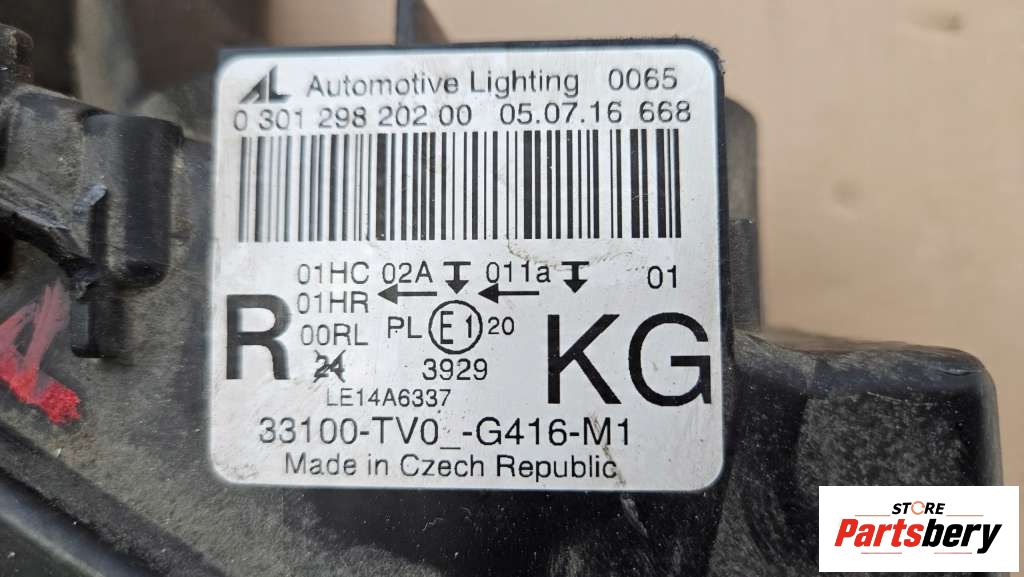 AL Automotive Lighting 0065
0 301 298 202 00 05.07.16 668
01HC 02A 011a 01
01HR
00RL PL E1 20
R KG
24 3929
LE14A6337
33100-TV0_-G416-M1
Made in Czech Republic
STORE
Partsbery